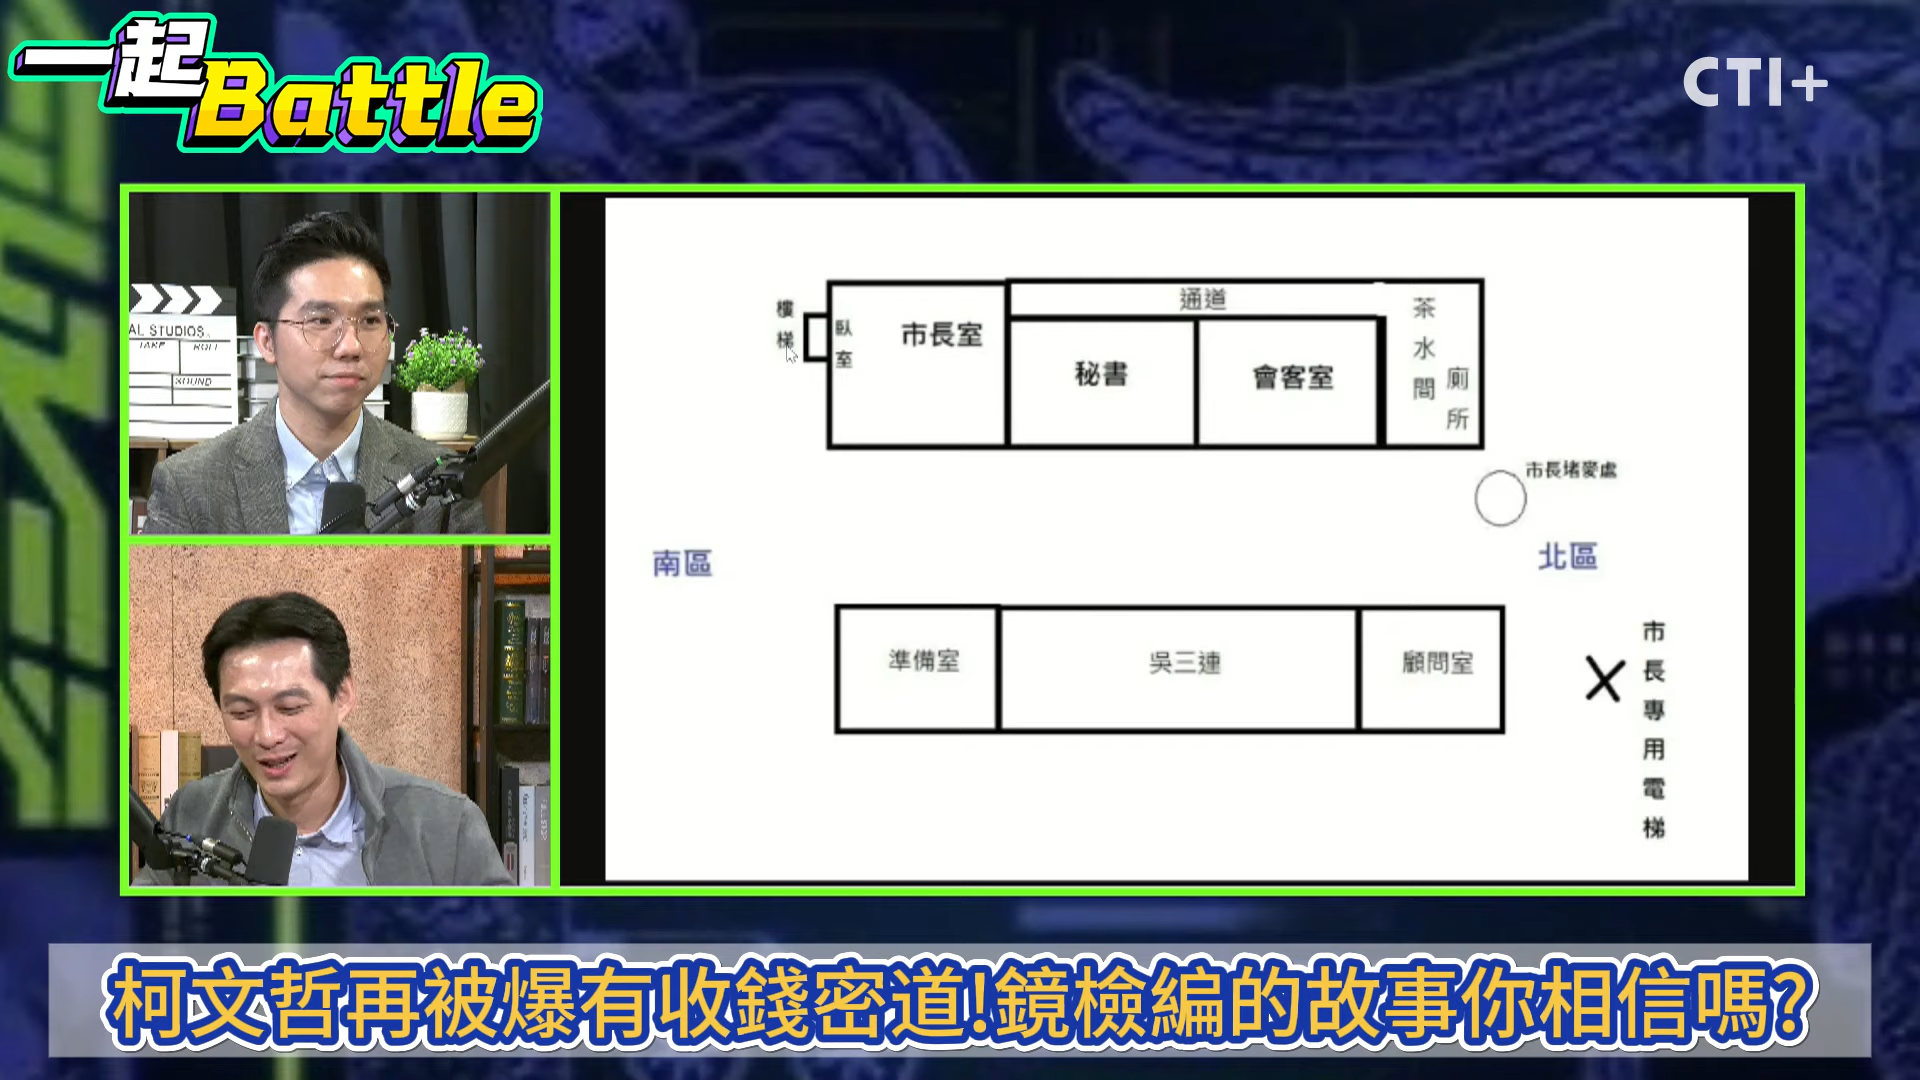 一起Battle
CTI+
AL STUDIOS
TAKE
ROLL
SOUND
樓梯
臥室
市長室
通道
秘書
會客室
茶水間
廁所
市長堵麥處
南區
北區
準備室
吳三連
顧問室
市長專用電梯
柯文哲再被爆有收錢密道!鏡檢編的故事你相信嗎?